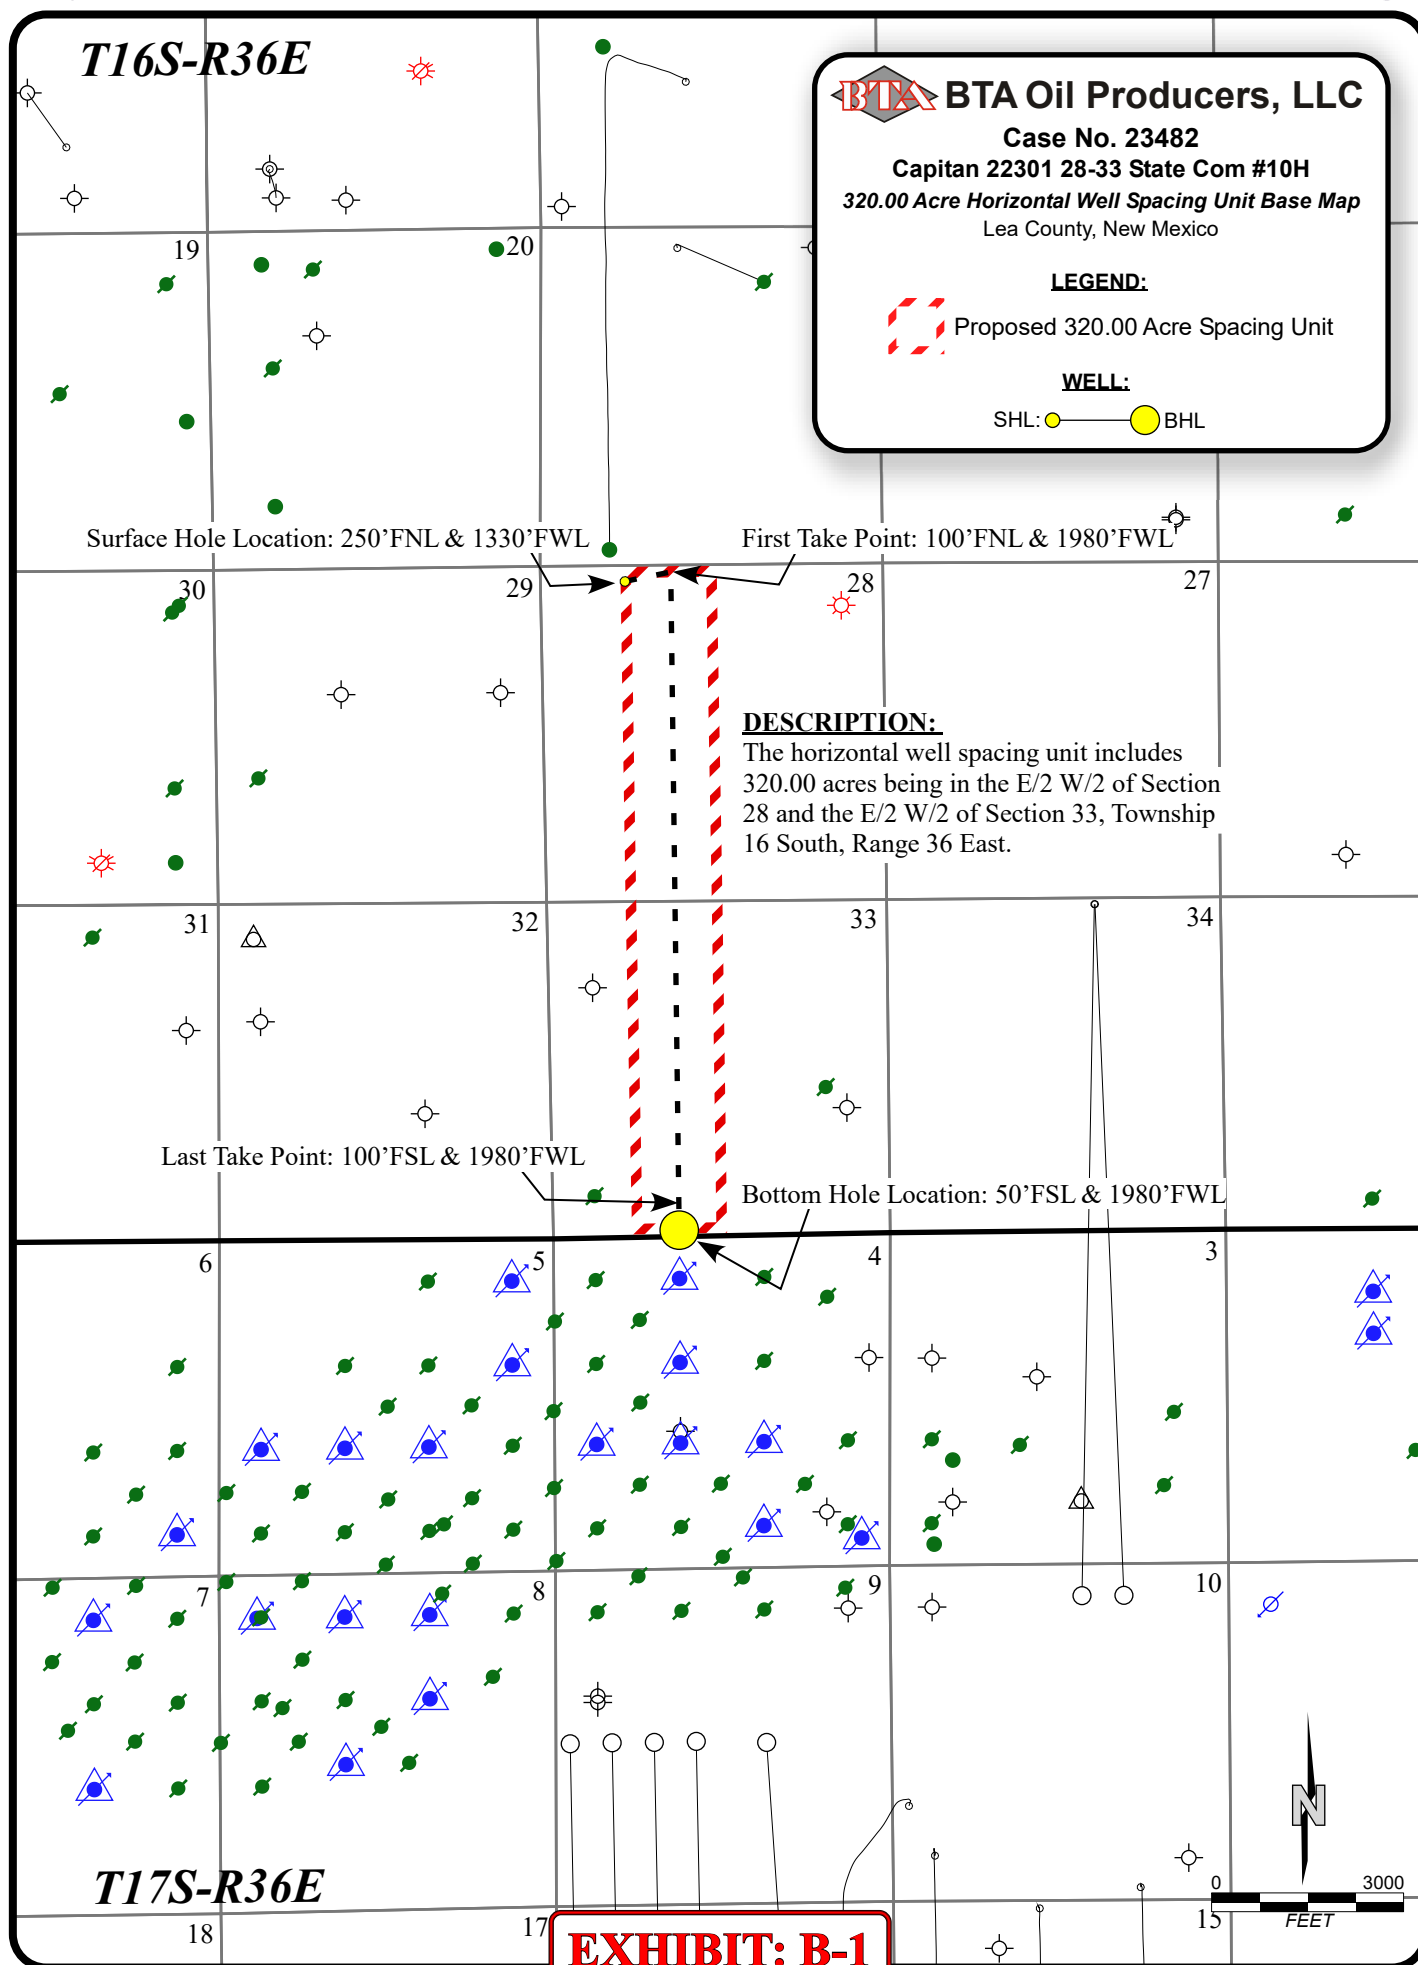 T16S-R36E
BTA BTA Oil Producers, LLC
Case No. 23482
Capitan 22301 28-33 State Com #10H
320.00 Acre Horizontal Well Spacing Unit Base Map
Lea County, New Mexico
LEGEND:
Proposed 320.00 Acre Spacing Unit
WELL:
SHL: BHL
19
20
Surface Hole Location: 250’FNL & 1330’FWL
First Take Point: 100’FNL & 1980’FWL
30
29
28
27
DESCRIPTION:
The horizontal well spacing unit includes
320.00 acres being in the E/2 W/2 of Section
28 and the E/2 W/2 of Section 33, Township
16 South, Range 36 East.
31
32
33
34
Last Take Point: 100’FSL & 1980’FWL
Bottom Hole Location: 50’FSL & 1980’FWL
6
5
4
3
7
8
9
10
N
T17S-R36E
0 3000
FEET
18
17
15
EXHIBIT: B-1